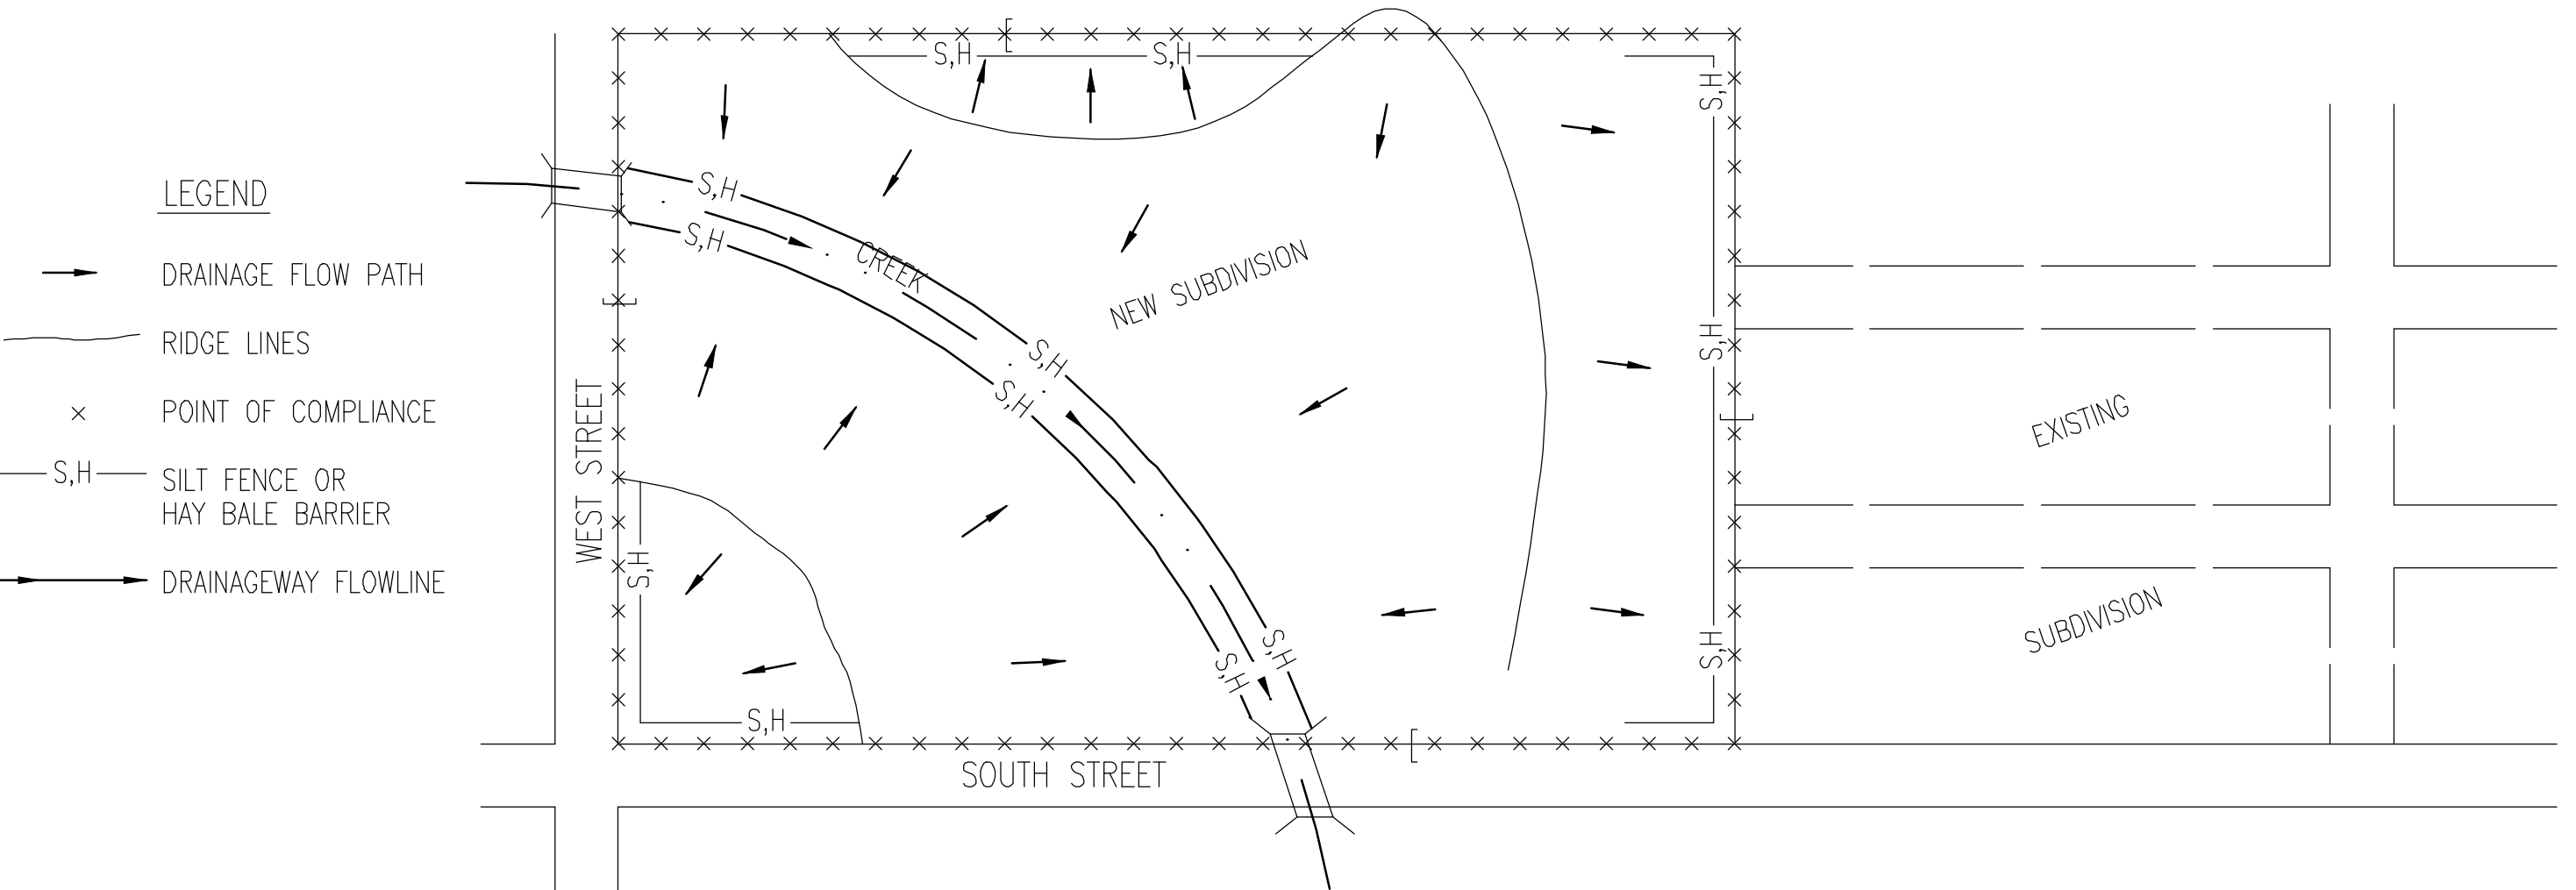 LEGEND
DRAINAGE FLOW PATH
RIDGE LINES
POINT OF COMPLIANCE
S,H
SILT FENCE OR
HAY BALE BARRIER
DRAINAGEWAY FLOWLINE
S,H
S,H
S,H
S,H
S,H
CREEK
NEW SUBDIVISION
S,H
S,H
S,H
WEST STREET
EXISTING
S,H
S,H
S,H
S,H
SUBDIVISION
S,H
SOUTH STREET